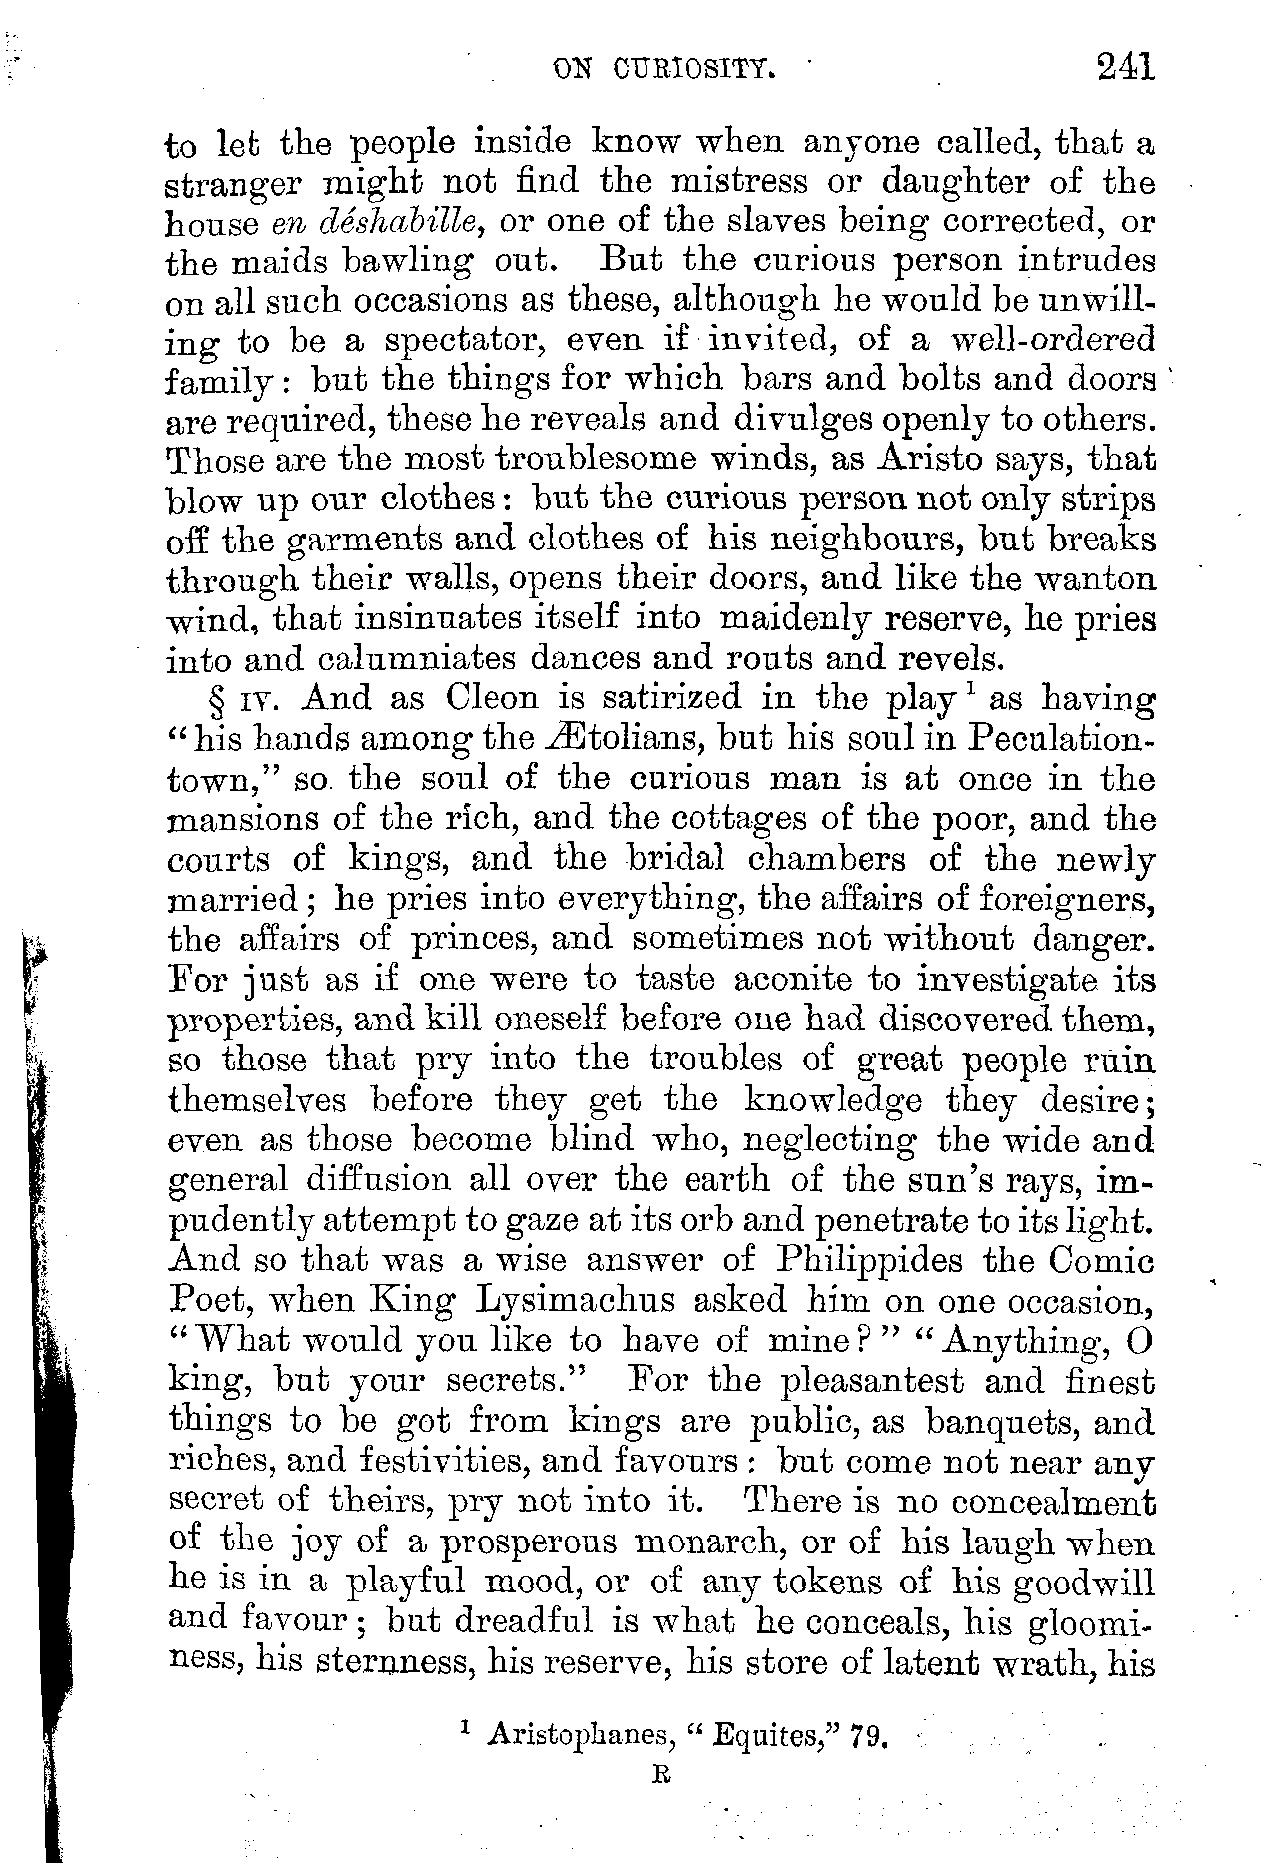 ON CURIOSITY. 241
to let the people inside know when anyone called, that a
stranger might not find the mistress or daughter of the
house en déshabille, or one of the slaves being corrected, or
the maids bawling out. But the curious person intrudes
on all such occasions as these, although he would be unwill-
ing to be a spectator, even if invited, of a well-ordered
family: but the things for which bars and bolts and doors
are required, these he reveals and divulges openly to others.
Those are the most troublesome winds, as Aristo says, that
blow up our clothes: but the curious person not only strips
off the garments and clothes of his neighbours, but breaks
through their walls, opens their doors, and like the wanton
wind, that insinuates itself into maidenly reserve, he pries
into and calumniates dances and routs and revels.
§ IV. And as Cleon is satirized in the play¹ as having
“his hands among the Ætolians, but his soul in Peculation-
town,” so the soul of the curious man is at once in the
mansions of the rich, and the cottages of the poor, and the
courts of kings, and the bridal chambers of the newly
married; he pries into everything, the affairs of foreigners,
the affairs of princes, and sometimes not without danger.
For just as if one were to taste aconite to investigate its
properties, and kill oneself before one had discovered them,
so those that pry into the troubles of great people ruin
themselves before they get the knowledge they desire;
even as those become blind who, neglecting the wide and
general diffusion all over the earth of the sun's rays, im-
pudently attempt to gaze at its orb and penetrate to its light.
And so that was a wise answer of Philippides the Comic
Poet, when King Lysimachus asked him on one occasion,
“What would you like to have of mine?” “Anything, O
king, but your secrets.” For the pleasantest and finest
things to be got from kings are public, as banquets, and
riches, and festivities, and favours: but come not near any
secret of theirs, pry not into it. There is no concealment
of the joy of a prosperous monarch, or of his laugh when
he is in a playful mood, or of any tokens of his goodwill
and favour; but dreadful is what he conceals, his gloomi-
ness, his sternness, his reserve, his store of latent wrath, his
¹ Aristophanes, “Equites,” 79.
R